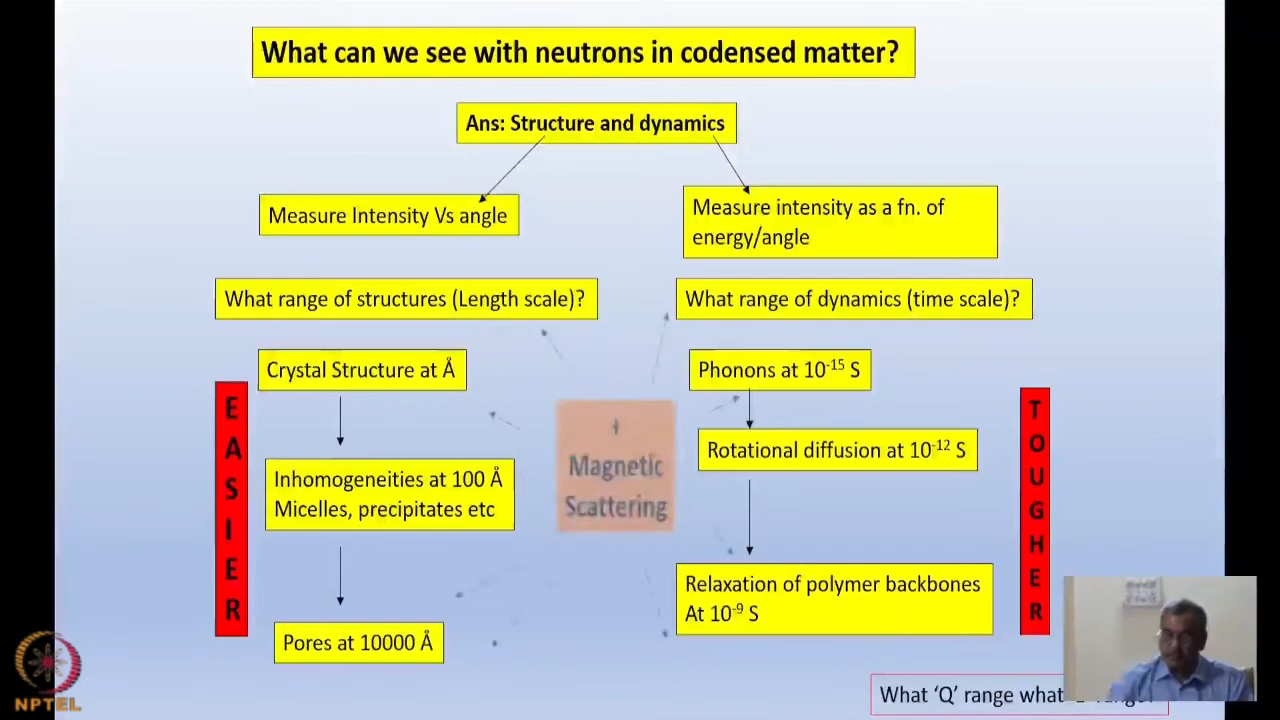 What can we see with neutrons in codensed matter?
Ans: Structure and dynamics
Measure Intensity Vs angle
Measure intensity as a fn. of
energy/angle
What range of structures (Length scale)?
What range of dynamics (time scale)?
Crystal Structure at Å
Phonons at 10-15 S
EASIER
TOUGHER
+
Magnetic
Scattering
Rotational diffusion at 10-12 S
Inhomogeneities at 100 Å
Micelles, precipitates etc
Relaxation of polymer backbones
At 10-9 S
Pores at 10000 Å
What ‘Q’ range what
NPTEL